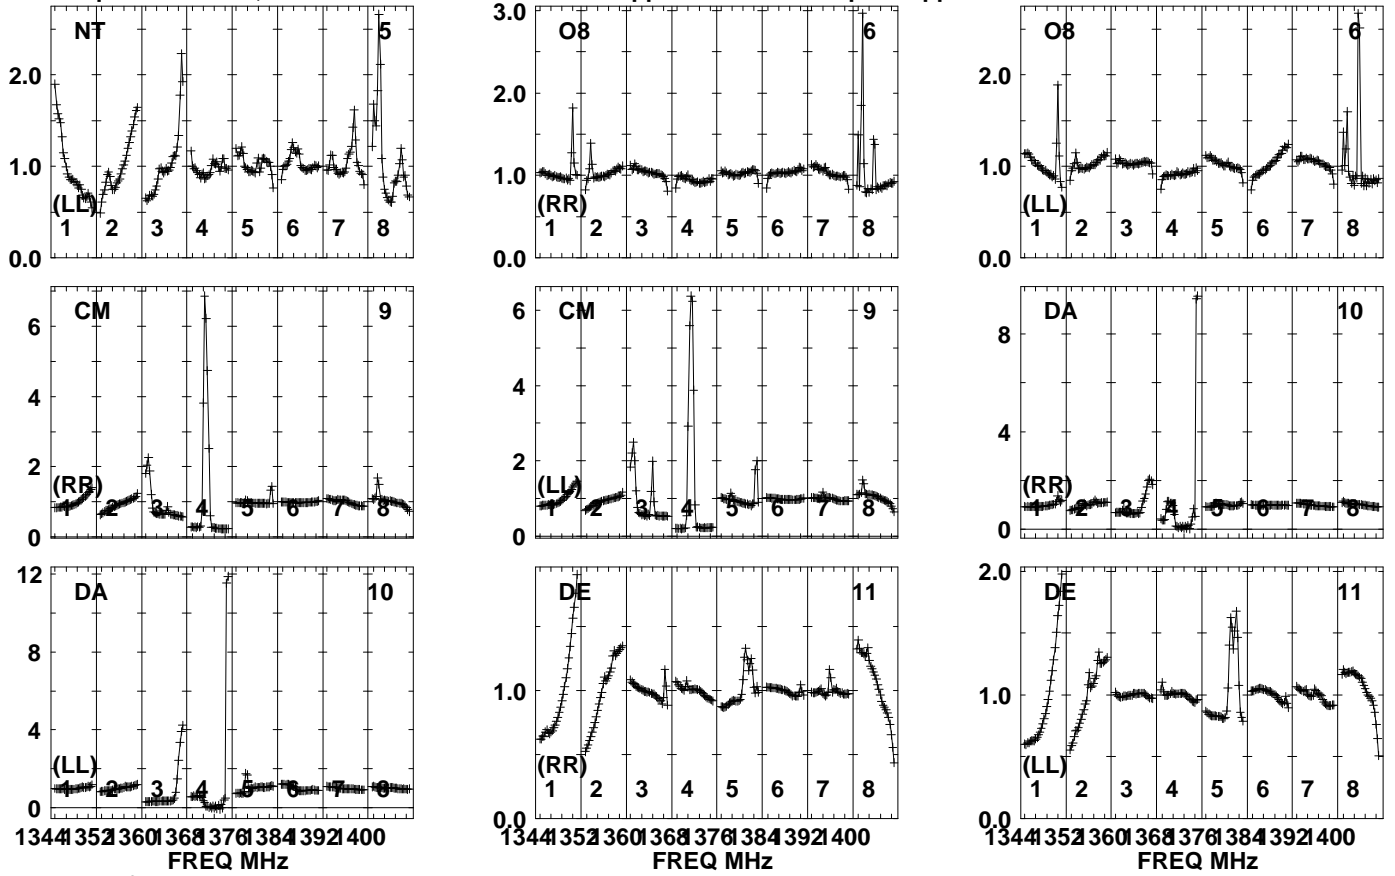 NT 5 O8 6 O8 6
3.0
2.0 2.0 2.0
1.0 1.0 1.0
(LL) (RR) (LL)
1 2 3 4 5 6 7 8 1 2 3 4 5 6 7 8 1 2 3 4 5 6 7 8
0.0 0.0 0.0
CM 9 CM 9 DA 10
6 6 8
4 4 4
2 2
(RR) (LL) (RR)
1 2 3 4 5 6 7 8 1 2 3 4 5 6 7 8 1 2 3 4 5 6 7 8
0 0 0
DA 10 DE 11 DE 11
12 2.0
8
4 1.0 1.0
(LL) (RR) (LL)
1 2 3 4 5 6 7 8 1 2 3 4 5 6 7 8 1 2 3 4 5 6 7 8
0 0.0 0.0
1344 1352 1360 1368 1376 1384 1392 1400 1344 1352 1360 1368 1376 1384 1392 1400 1344 1352 1360 1368 1376 1384 1392 1400
FREQ MHz FREQ MHz FREQ MHz